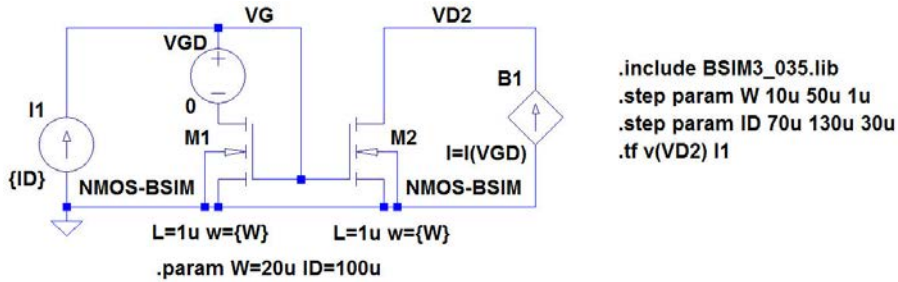 VG
VD2
VGD
+
−
0
B1
I1
M1
M2
{ID}
I=I(VGD)
NMOS-BSIM
NMOS-BSIM
L=1u w={W}
L=1u w={W}
.param W=20u ID=100u
.include BSIM3_035.lib
.step param W 10u 50u 1u
.step param ID 70u 130u 30u
.tf v(VD2) I1